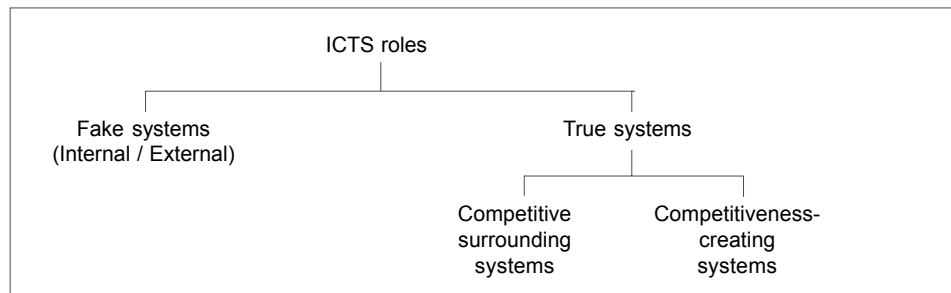 ICTS roles
Fake systems
(Internal / External)
True systems
Competitive
surrounding
systems
Competitiveness-
creating
systems